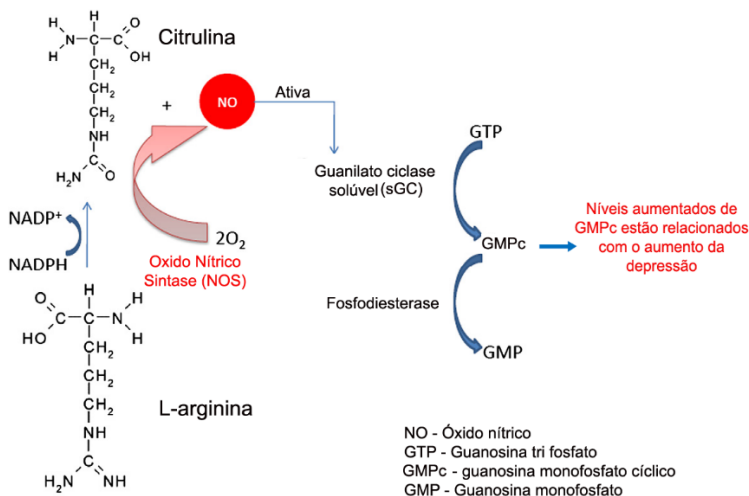 Citrulina
H
H
N
C
H
C
O
OH
CH₂
CH₂
CH₂
NH
C
H₂N
O
+
NO
Ativa
Guanilato ciclase
solúvel (sGC)
GTP
GMPc
Níveis aumentados de
GMPc estão relacionados
com o aumento da
depressão
NADP⁺
NADPH
2O₂
Oxido Nítrico
Sintase (NOS)
Fosfodiesterase
GMP
O
C
HO
H
C
N
H
H
CH₂
CH₂
CH₂
NH
C
H₂N
NH
L-arginina
NO - Óxido nítrico
GTP - Guanosina tri fosfato
GMPc - guanosina monofosfato cíclico
GMP - Guanosina monofosfato